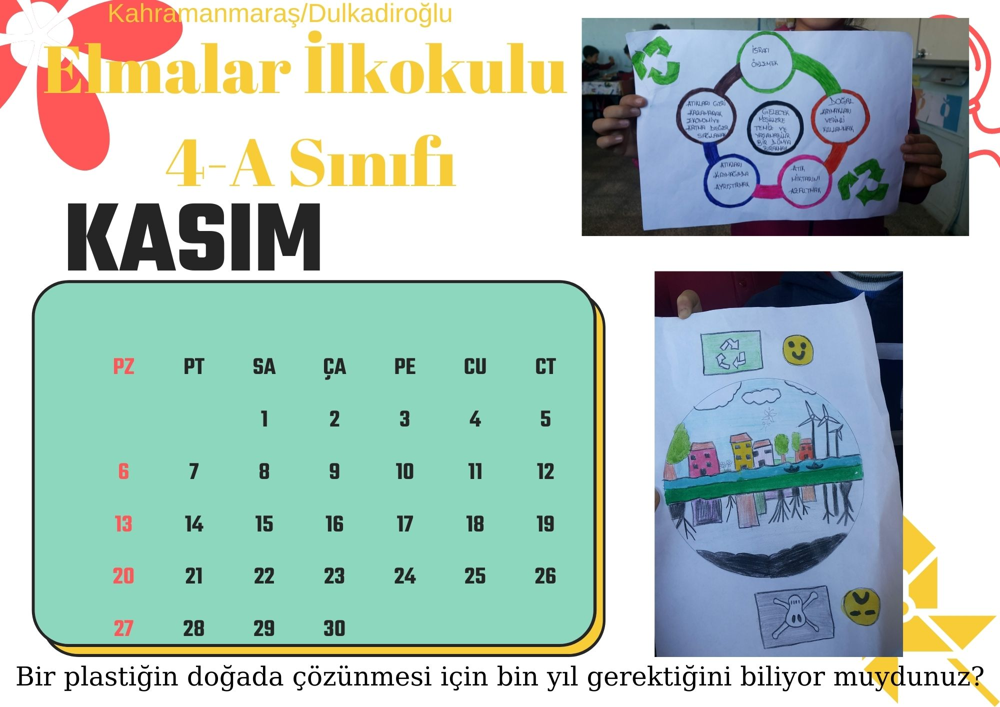 Kahramanmaraş/Dulkadiroğlu
Elmalar İlkokulu
4-A Sınıfı
KASIM
PZ PT SA ÇA PE CU CT
1 2 3 4 5
6 7 8 9 10 11 12
13 14 15 16 17 18 19
20 21 22 23 24 25 26
27 28 29 30
İSRAFI
ÖNLEMEK
DOĞAL
KAYNAKLARI
VERİMLİ
KULLANMAK
ATIK
MİKTARINI
AZALTMAK
ATIKLARI
KAYNAĞINDA
AYRIŞTIRMAK
ATIKLARI GERİ
KAZANARAK
EKONOMİYE
KATMA DEĞER
SAĞLAMAK
GELECEK
NESİLLERE
TEMİZ VE
YAŞANABİLİR
BİR DÜNYA
BIRAKMAK
Bir plastiğin doğada çözünmesi için bin yıl gerektiğini biliyor muydunuz?